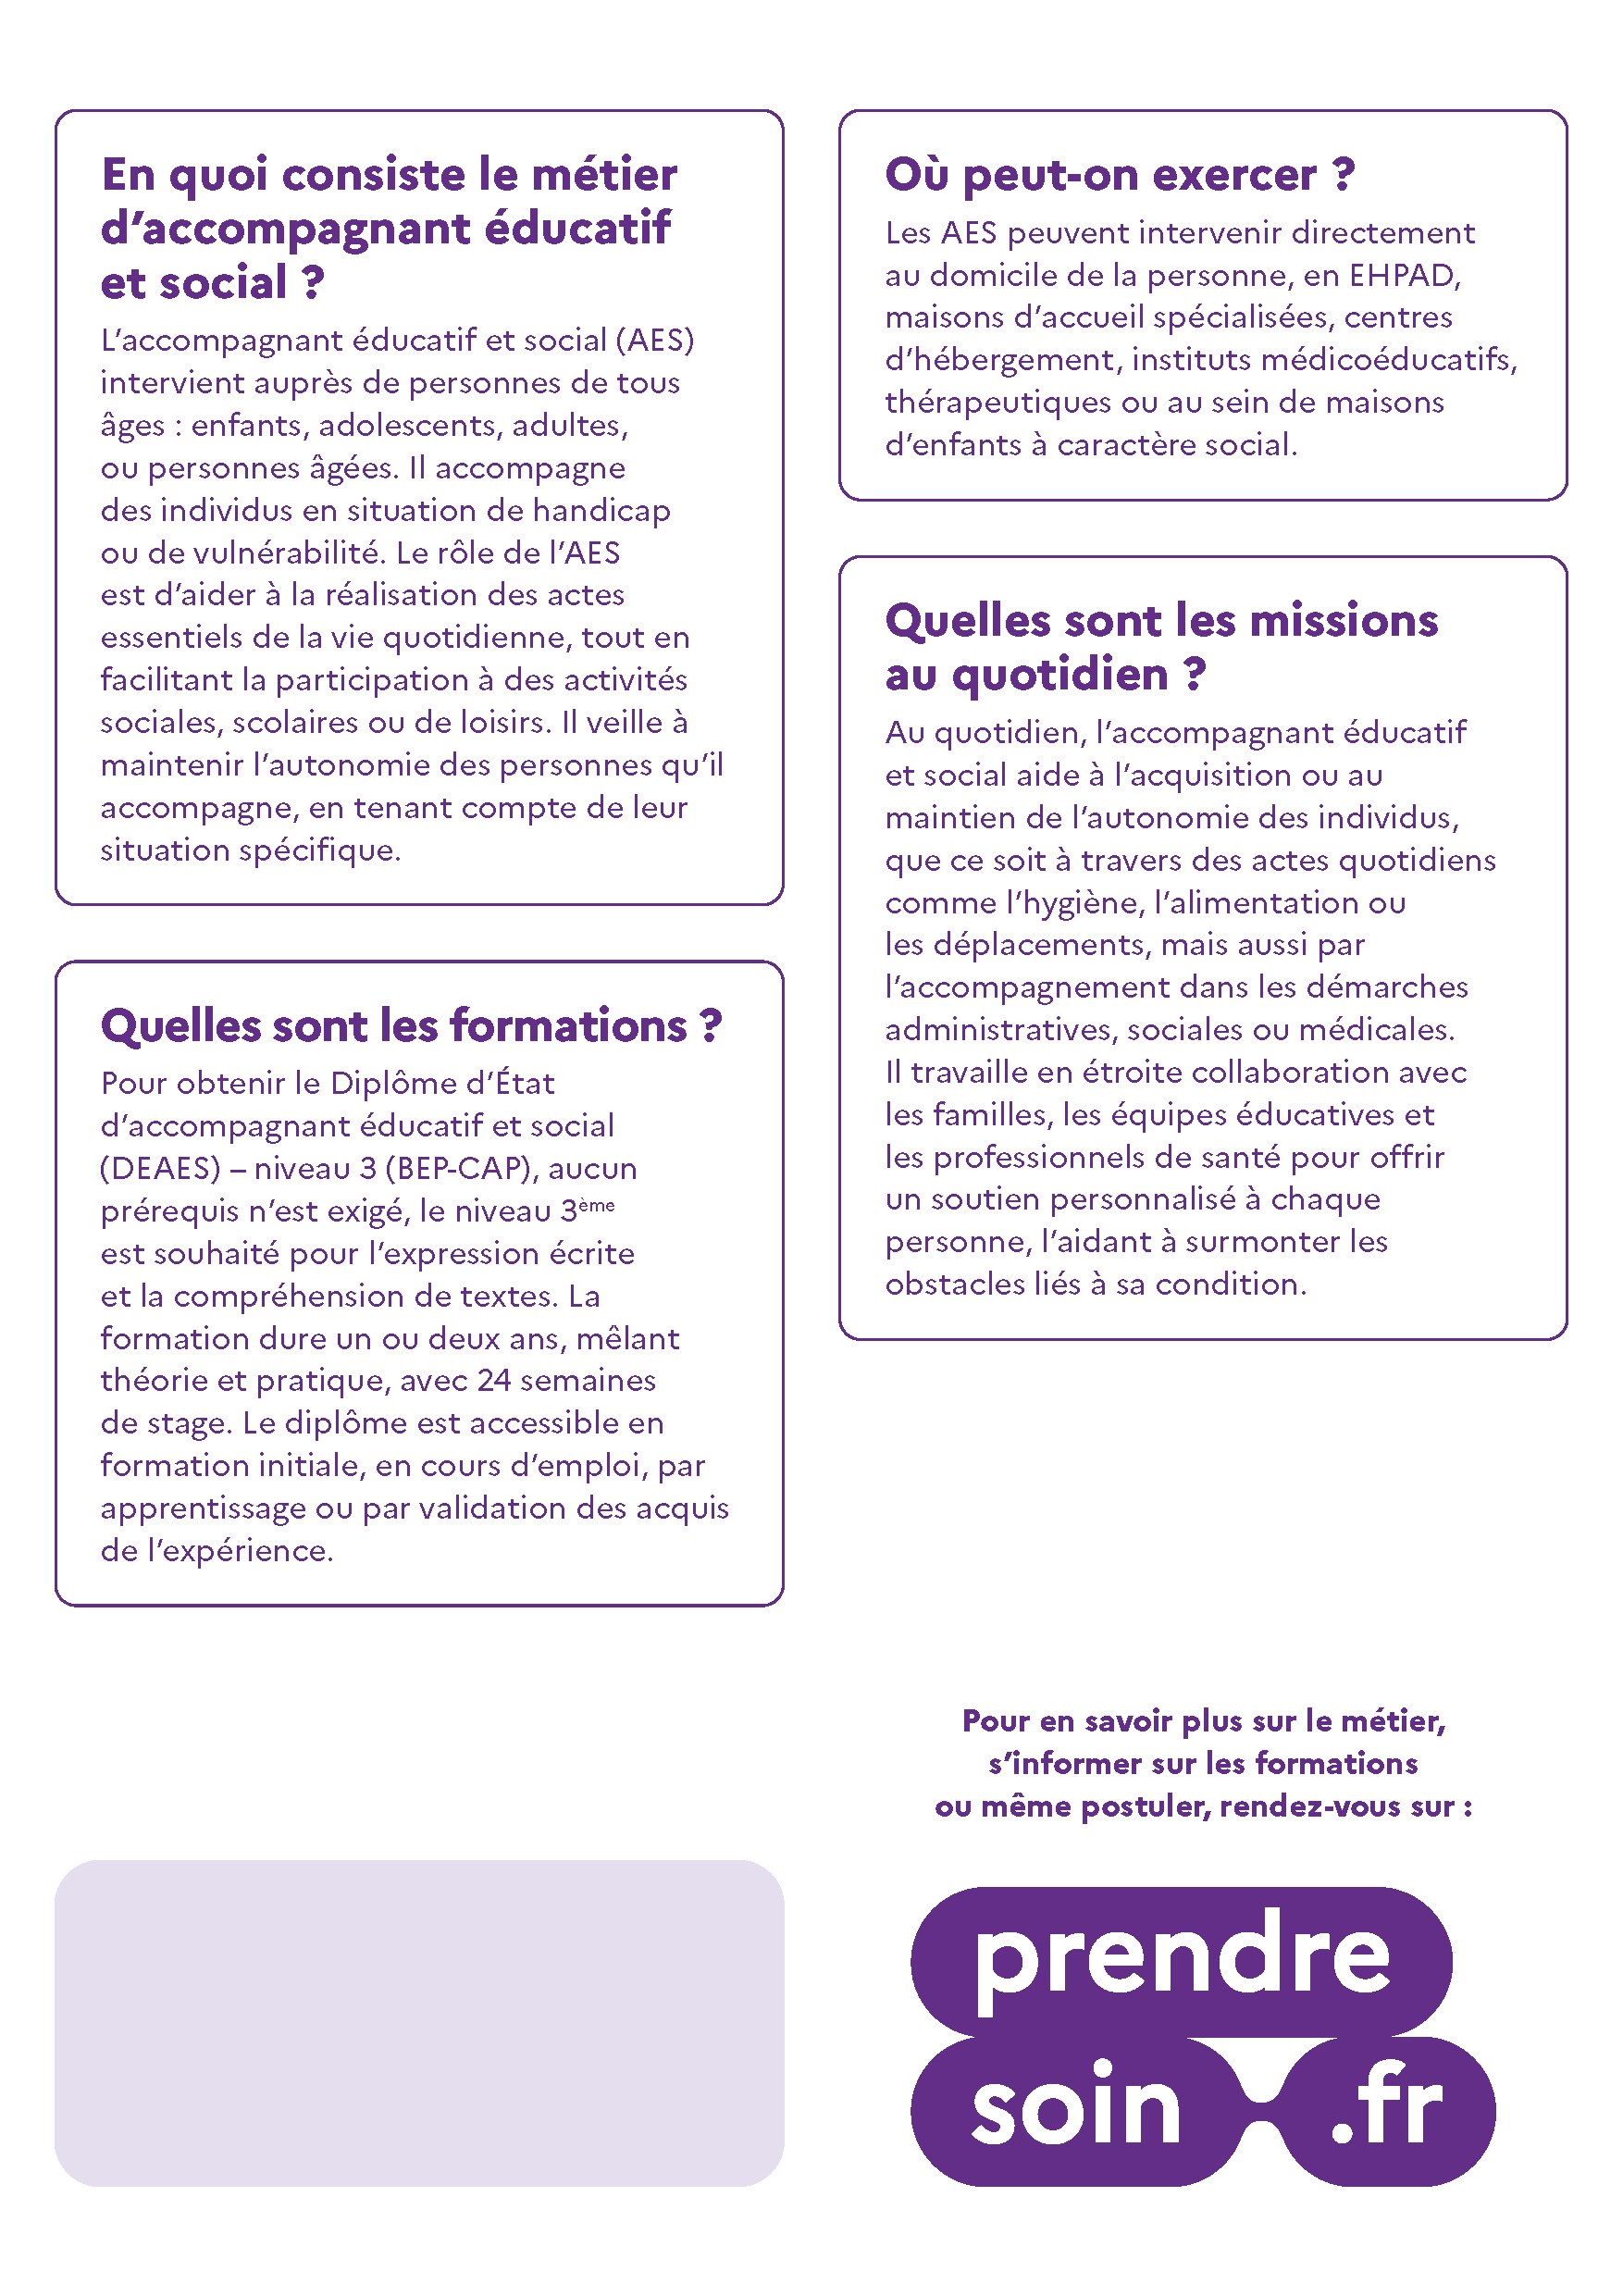 En quoi consiste le métier
d’accompagnant éducatif
et social ?
L’accompagnant éducatif et social (AES)
intervient auprès de personnes de tous
âges : enfants, adolescents, adultes,
ou personnes âgées. Il accompagne
des individus en situation de handicap
ou de vulnérabilité. Le rôle de l’AES
est d’aider à la réalisation des actes
essentiels de la vie quotidienne, tout en
facilitant la participation à des activités
sociales, scolaires ou de loisirs. Il veille à
maintenir l’autonomie des personnes qu’il
accompagne, en tenant compte de leur
situation spécifique.
Quelles sont les formations ?
Pour obtenir le Diplôme d’État
d’accompagnant éducatif et social
(DEAES) – niveau 3 (BEP-CAP), aucun
prérequis n’est exigé, le niveau 3ème
est souhaité pour l’expression écrite
et la compréhension de textes. La
formation dure un ou deux ans, mêlant
théorie et pratique, avec 24 semaines
de stage. Le diplôme est accessible en
formation initiale, en cours d’emploi, par
apprentissage ou par validation des acquis
de l’expérience.
Où peut-on exercer ?
Les AES peuvent intervenir directement
au domicile de la personne, en EHPAD,
maisons d’accueil spécialisées, centres
d’hébergement, instituts médicoéducatifs,
thérapeutiques ou au sein de maisons
d’enfants à caractère social.
Quelles sont les missions
au quotidien ?
Au quotidien, l’accompagnant éducatif
et social aide à l’acquisition ou au
maintien de l’autonomie des individus,
que ce soit à travers des actes quotidiens
comme l’hygiène, l’alimentation ou
les déplacements, mais aussi par
l’accompagnement dans les démarches
administratives, sociales ou médicales.
Il travaille en étroite collaboration avec
les familles, les équipes éducatives et
les professionnels de santé pour offrir
un soutien personnalisé à chaque
personne, l’aidant à surmonter les
obstacles liés à sa condition.
Pour en savoir plus sur le métier,
s’informer sur les formations
ou même postuler, rendez-vous sur :
prendre
soin .fr